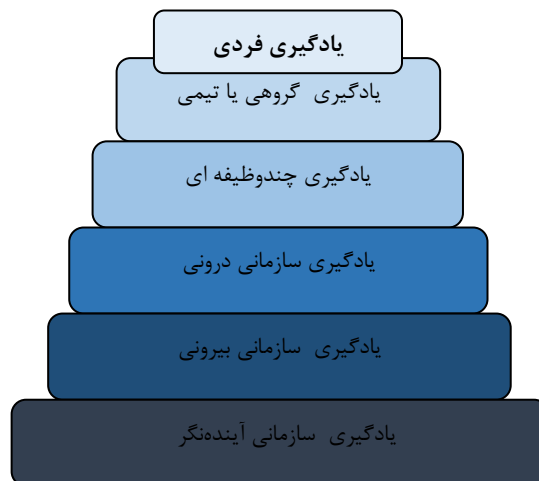 یادگیری فردی
یادگیری گروهی یا تیمی
یادگیری چندوظیفه ای
یادگیری سازمانی درونی
یادگیری سازمانی بیرونی
یادگیری سازمانی آینده‌نگر